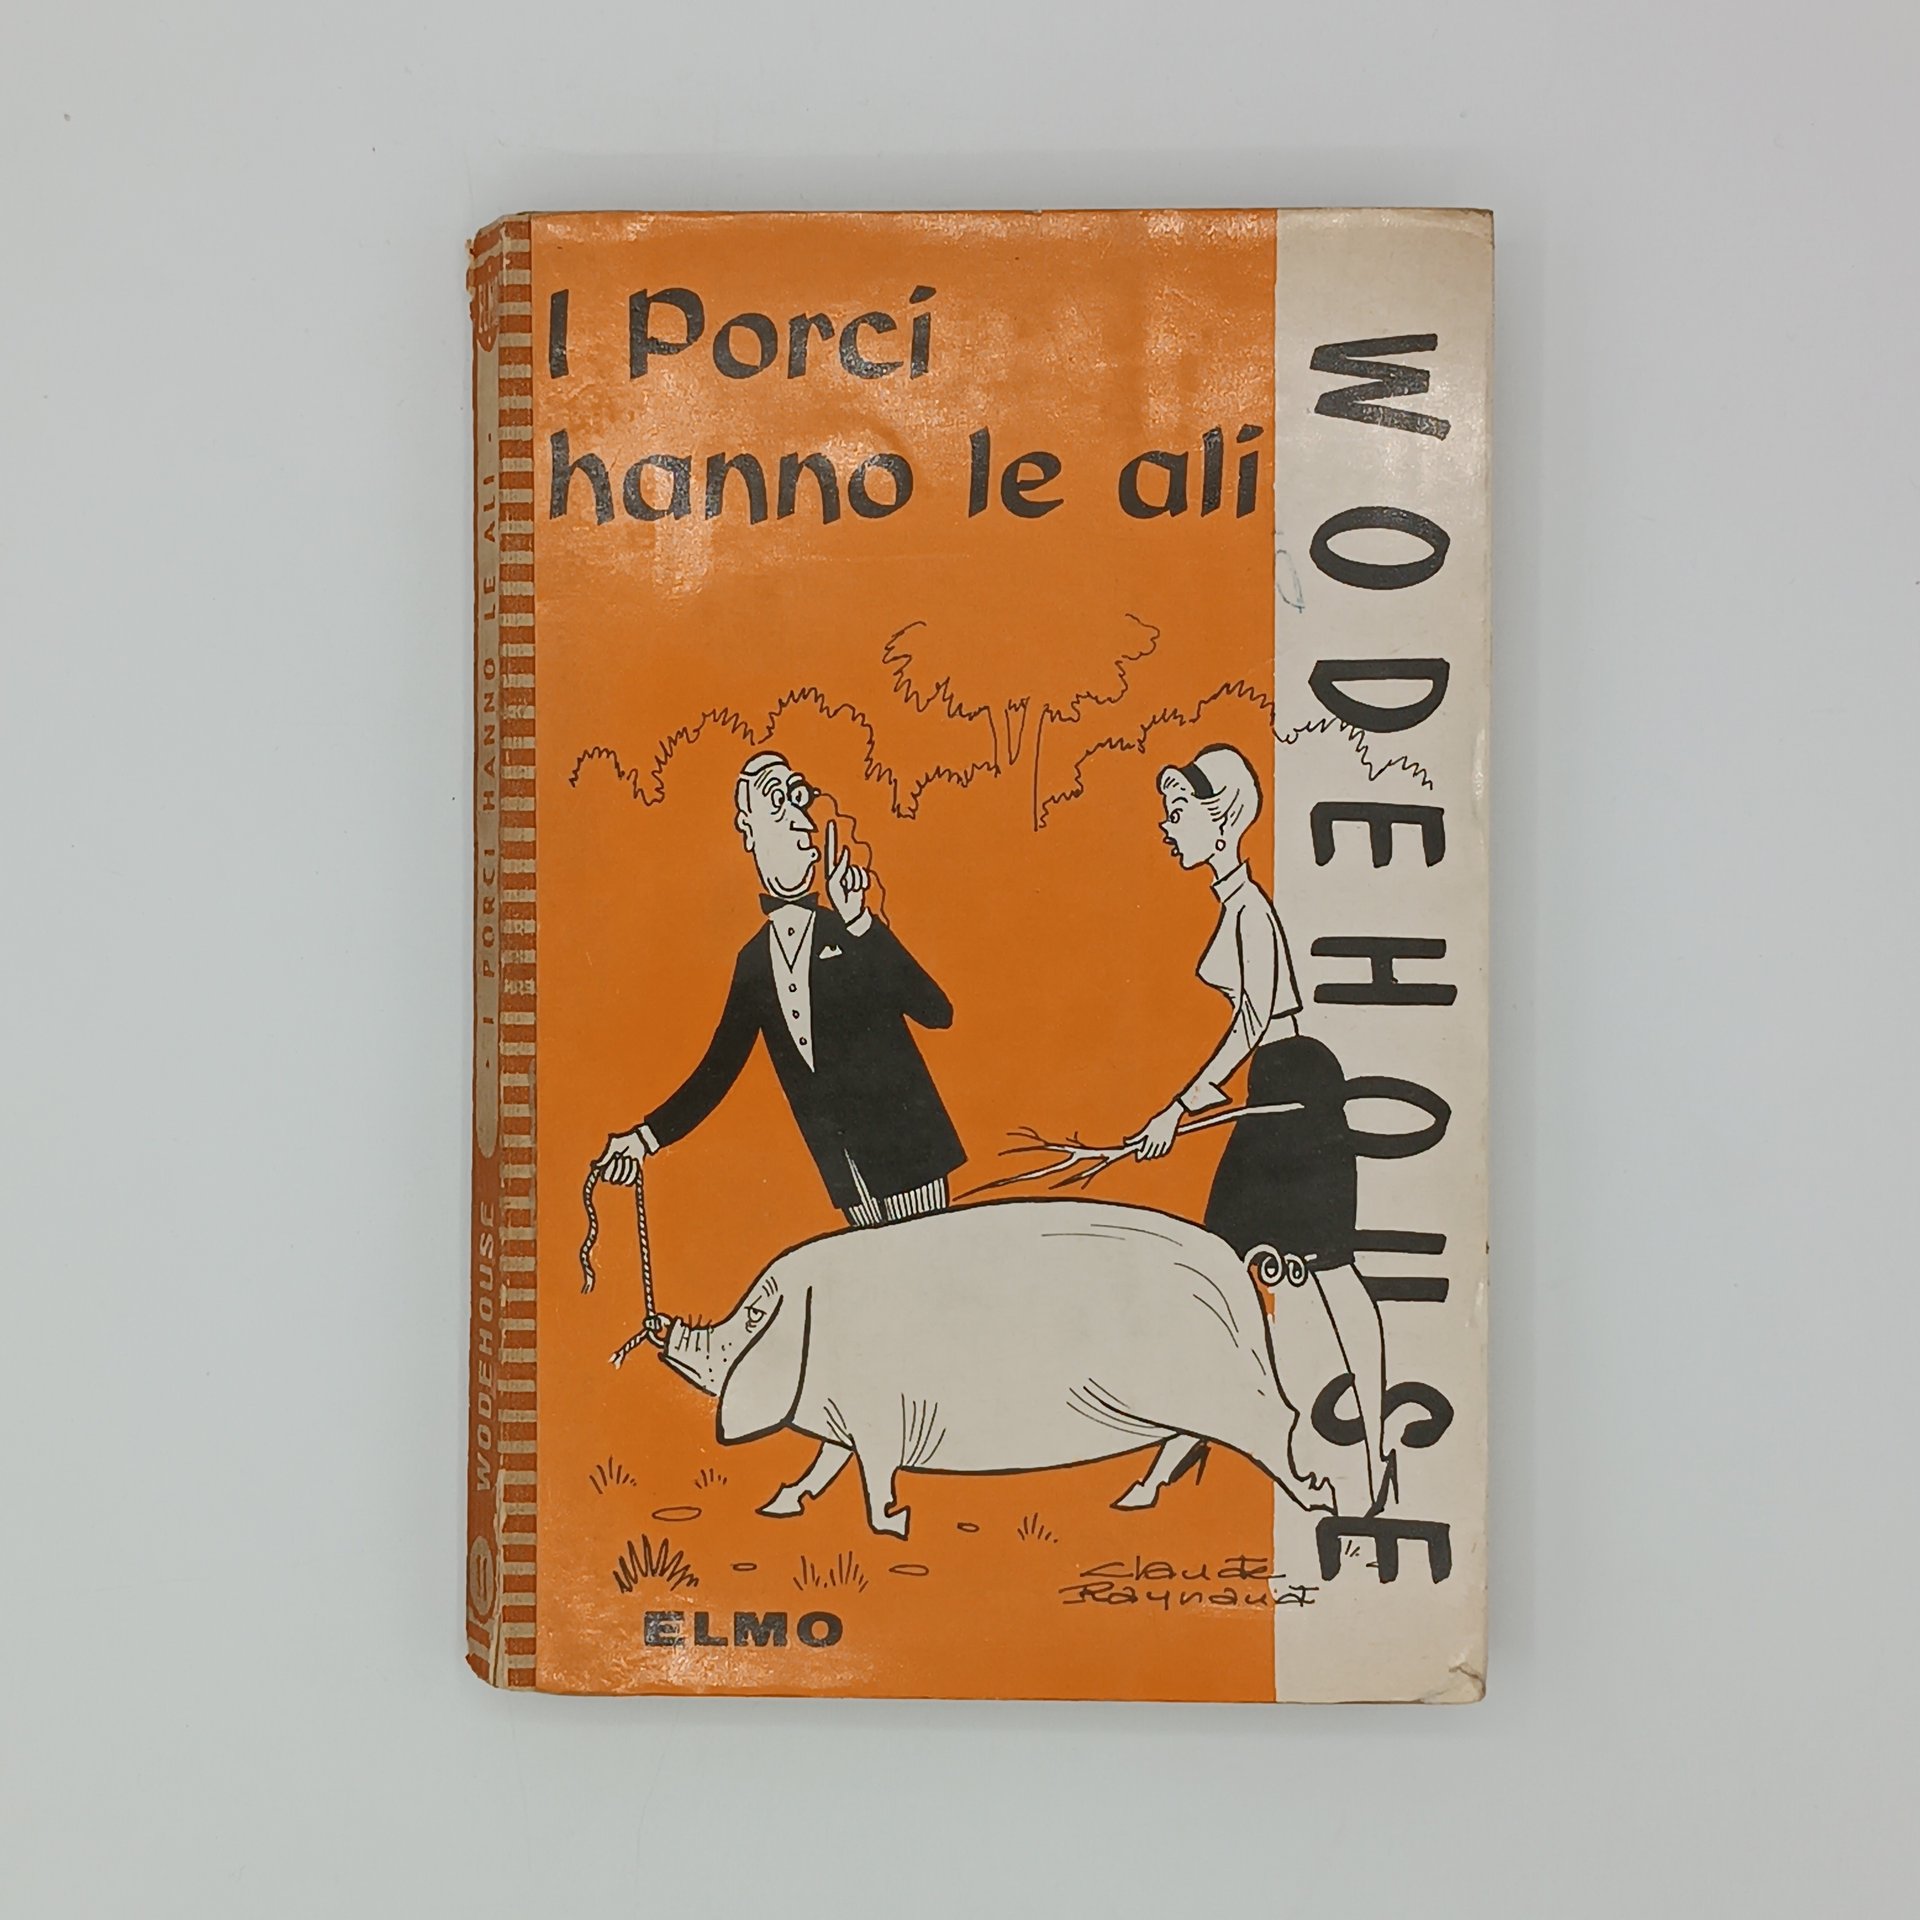 I Porci
hanno le ali
WODEHOUSE
ELMO
Claude
Raynaud
WODEHOUSE
- I PORCI HANNO LE ALI -